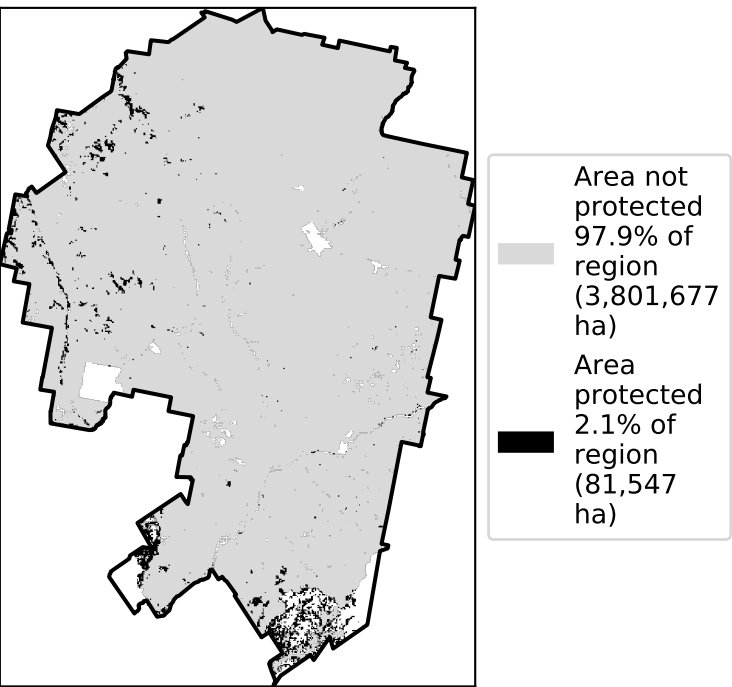 Area not
protected
97.9% of
region
(3,801,677
ha)
Area
protected
2.1% of
region
(81,547
ha)